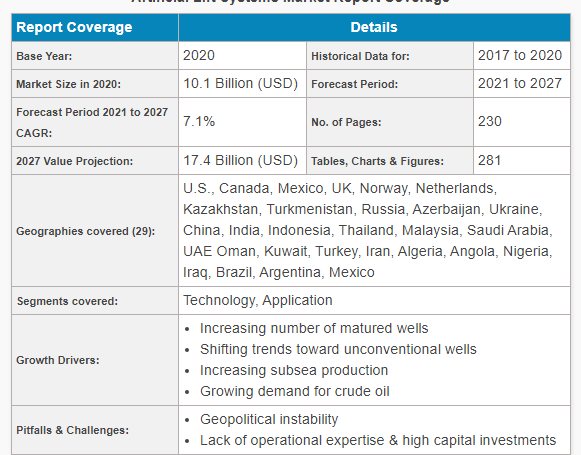 Artificial Lift Systems Market Report Coverage
Report Coverage Details
Base Year: 2020 Historical Data for: 2017 to 2020
Market Size in 2020: 10.1 Billion (USD) Forecast Period: 2021 to 2027
Forecast Period 2021 to 2027
CAGR:
7.1% No. of Pages: 230
2027 Value Projection: 17.4 Billion (USD) Tables, Charts & Figures: 281
Geographies covered (29):
U.S., Canada, Mexico, UK, Norway, Netherlands,
Kazakhstan, Turkmenistan, Russia, Azerbaijan, Ukraine,
China, India, Indonesia, Thailand, Malaysia, Saudi Arabia,
UAE Oman, Kuwait, Turkey, Iran, Algeria, Angola, Nigeria,
Iraq, Brazil, Argentina, Mexico
Segments covered: Technology, Application
Growth Drivers:
• Increasing number of matured wells
• Shifting trends toward unconventional wells
• Increasing subsea production
• Growing demand for crude oil
Pitfalls & Challenges:
• Geopolitical instability
• Lack of operational expertise & high capital investments